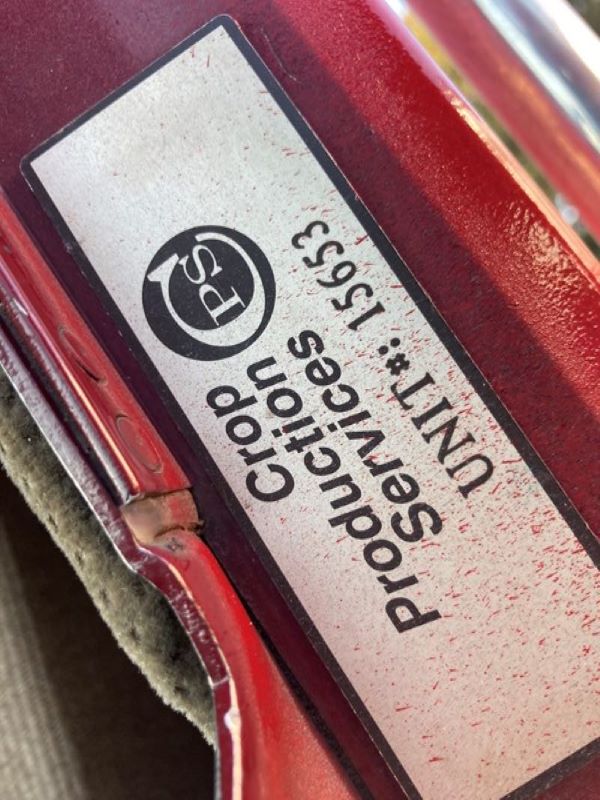 CPS
Crop
Production
Services
UNIT#: 15653